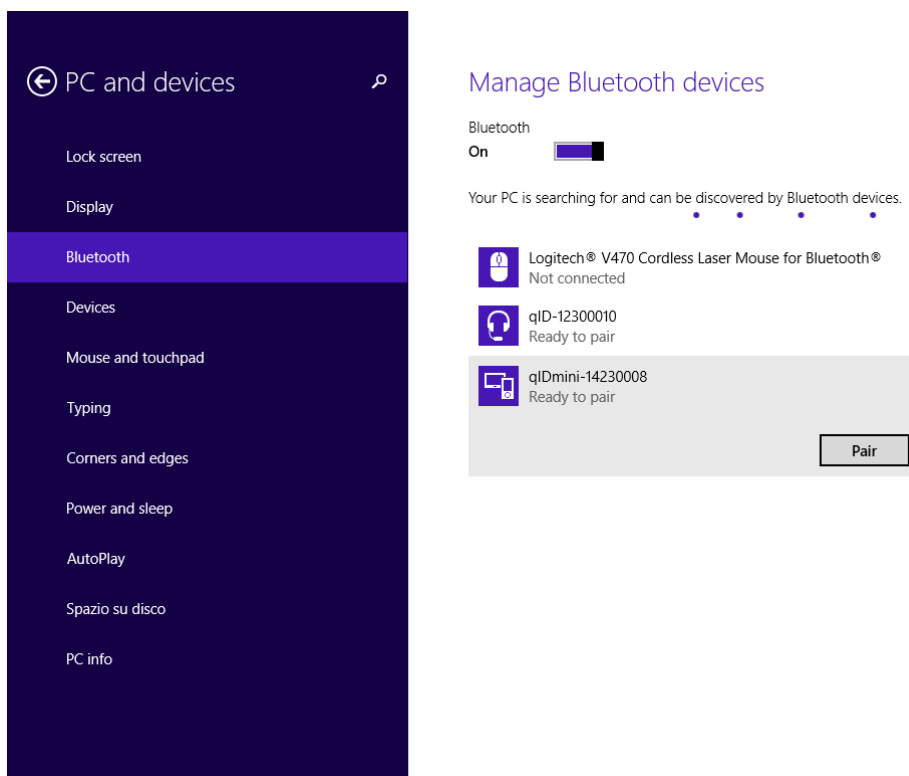 PC and devices
Lock screen
Display
Bluetooth
Devices
Mouse and touchpad
Typing
Corners and edges
Power and sleep
AutoPlay
Spazio su disco
PC info
Manage Bluetooth devices
Bluetooth
On
Your PC is searching for and can be discovered by Bluetooth devices.
Logitech® V470 Cordless Laser Mouse for Bluetooth®
Not connected
qID-12300010
Ready to pair
qIDmini-14230008
Ready to pair
Pair